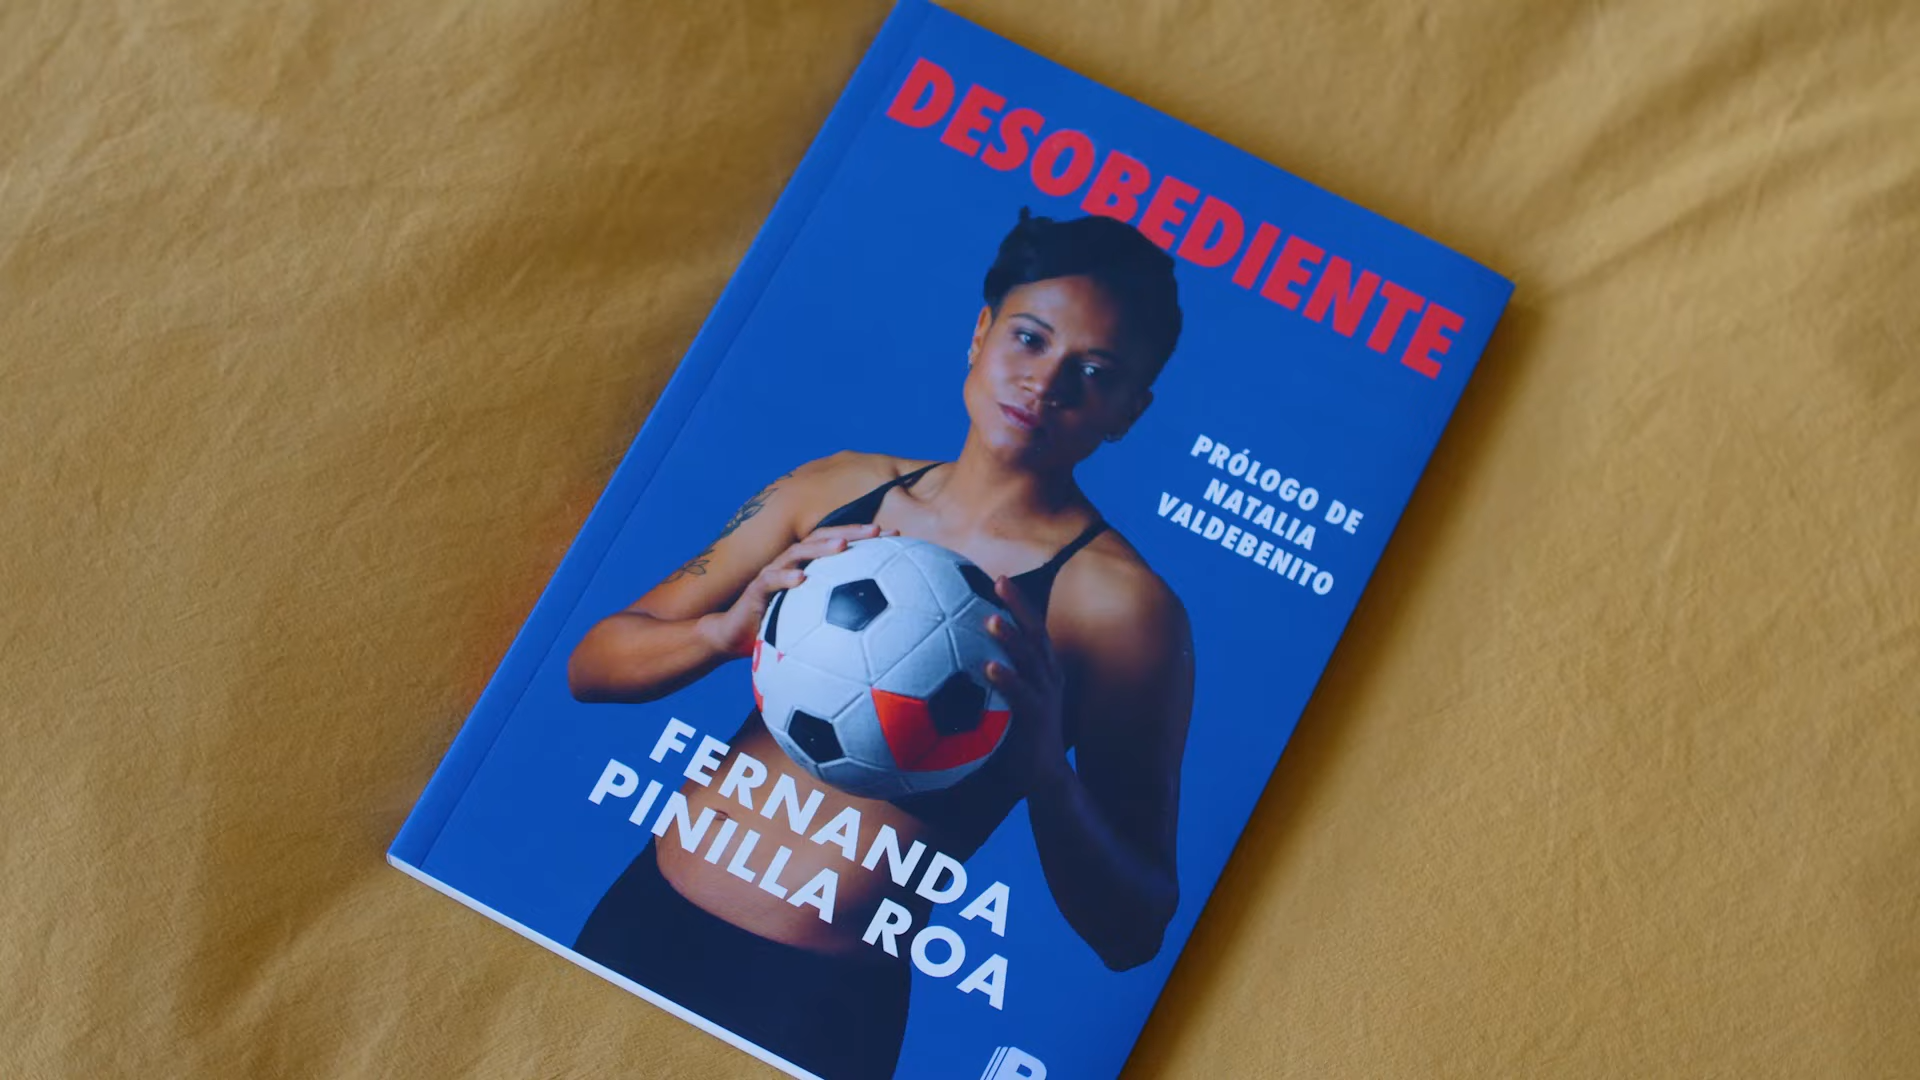 DESOBEDIENTE
PRÓLOGO DE
NATALIA
VALDEBENITO
FERNANDA
PINILLA ROA
B